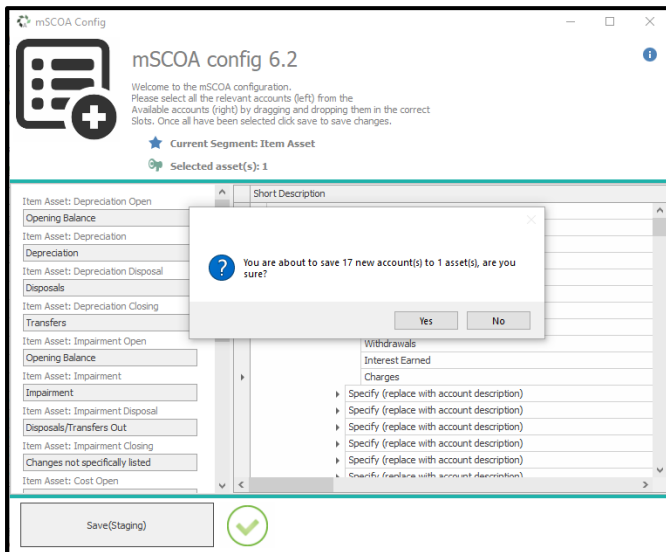 mSCOA Config
mSCOA config 6.2
Welcome to the mSCOA configuration.
Please select all the relevant accounts (left) from the
Available accounts (right) by dragging and dropping them in the correct
Slots. Once all have been selected click save to save changes.
Current Segment: Item Asset
Selected asset(s): 1
Item Asset: Depreciation Open
Opening Balance
Item Asset: Depreciation
Depreciation
Item Asset: Depreciation Disposal
Disposals
Item Asset: Depreciation Closing
Transfers
Item Asset: Impairment Open
Opening Balance
Item Asset: Impairment
Impairment
Item Asset: Impairment Disposal
Disposals/Transfers Out
Item Asset: Impairment Closing
Changes not specifically listed
Item Asset: Cost Open
Short Description
You are about to save 17 new account(s) to 1 asset(s), are you
sure?
Yes
No
Withdrawals
Interest Earned
Charges
Specify (replace with account description)
Specify (replace with account description)
Specify (replace with account description)
Specify (replace with account description)
Specify (replace with account description)
Specify (replace with account description)
Save(Staging)